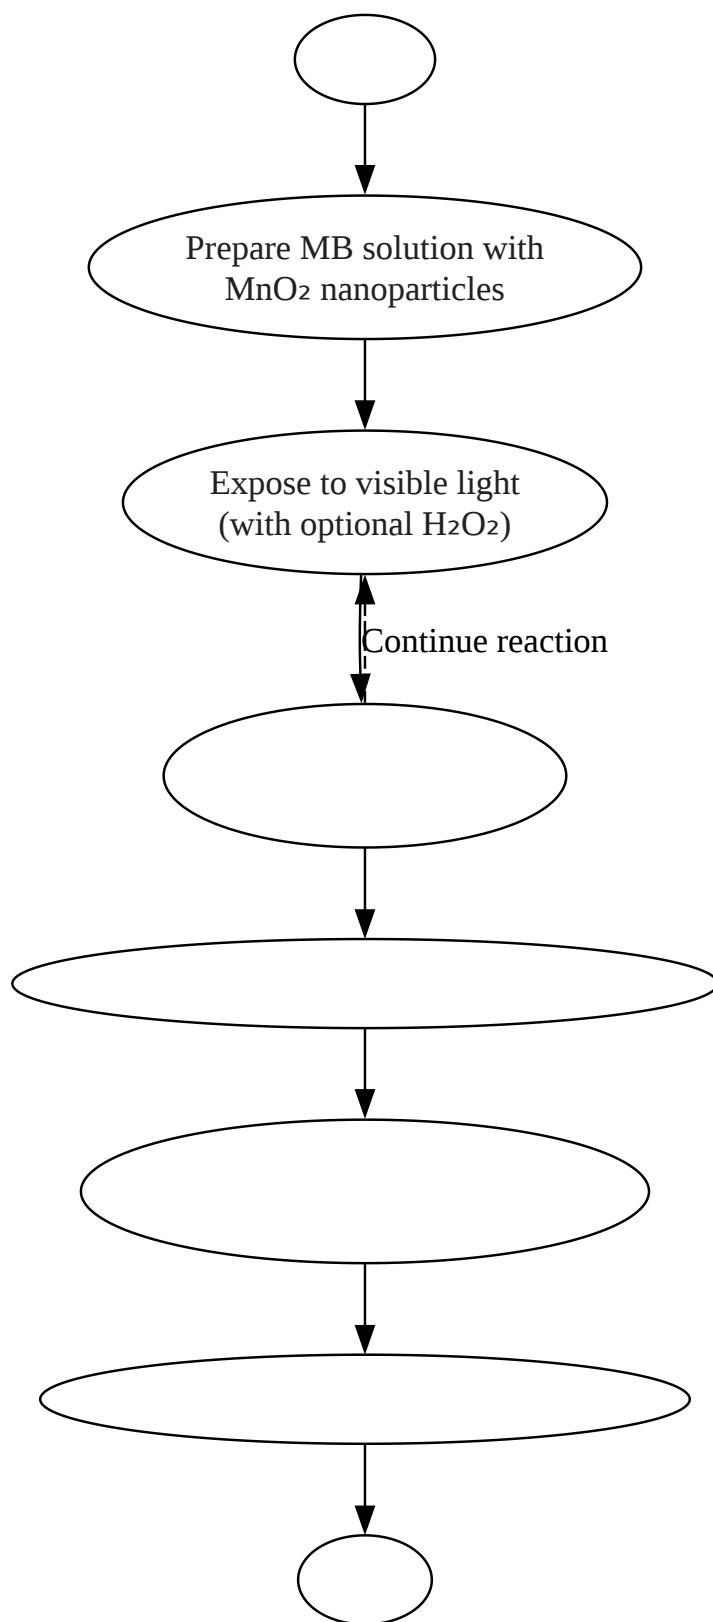 Prepare MB solution with
MnO₂ nanoparticles
Expose to visible light
(with optional H₂O₂)
Continue reaction